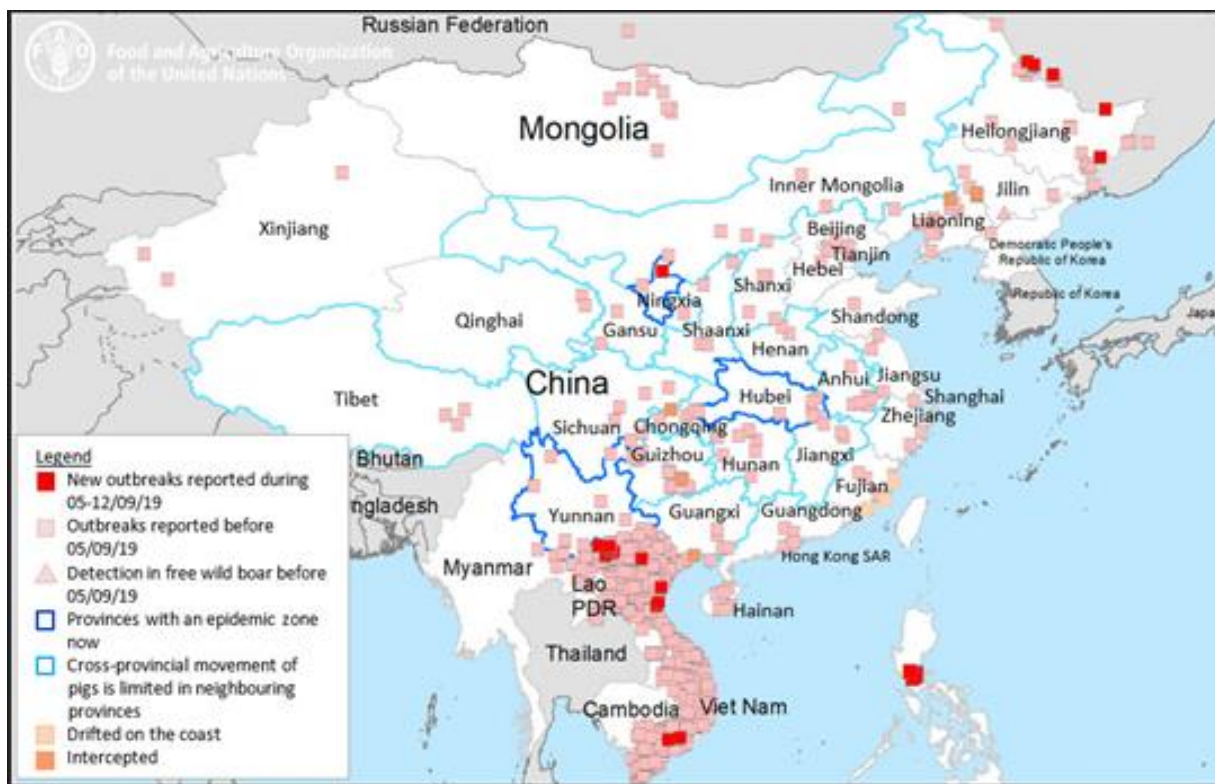 Russian Federation
FAO
Food and Agriculture Organization
of the United Nations
Mongolia
Heilongjiang
Inner Mongolia
Jilin
Xinjiang
Liaoning
Beijing
Tianjin
Democratic People's
Republic of Korea
Hebei
Shanxi
Ningxia
Republic of Korea
Qinghai
Gansu
Shaanxi
Shandong
Japa
Henan
China
Anhui
Jiangsu
Tibet
Hubei
Shanghai
Zhejiang
Sichuan
Chongqing
Bhutan
Guizhou
Hunan
Jiangxi
Fujian
ngladesh
Yunnan
Guangxi
Guangdong
Hong Kong SAR
Myanmar
Lao
PDR
Hainan
Thailand
Cambodia
Viet Nam
Legend
New outbreaks reported during
05-12/09/19
Outbreaks reported before
05/09/19
Detection in free wild boar before
05/09/19
Provinces with an epidemic zone
now
Cross-provincial movement of
pigs is limited in neighbouring
provinces
Drifted on the coast
Intercepted